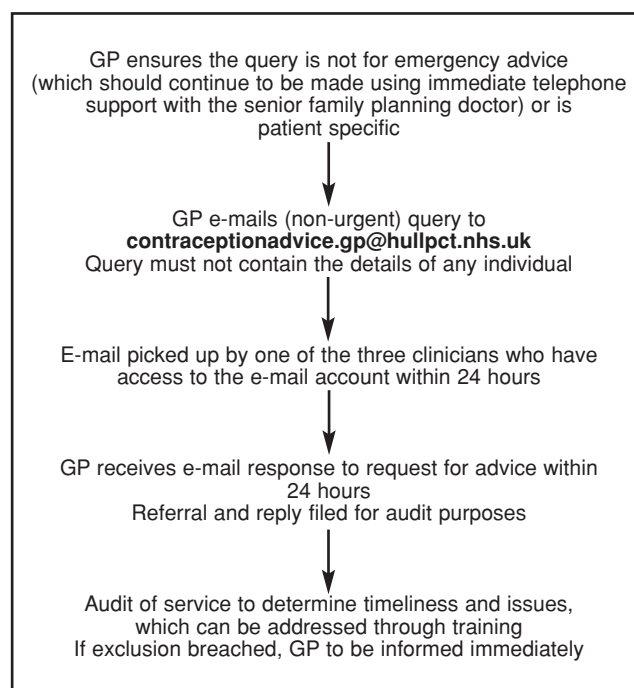 GP ensures the query is not for emergency advice
(which should continue to be made using immediate telephone
support with the senior family planning doctor) or is
patient specific
GP e-mails (non-urgent) query to
contraceptionadvice.gp@hullpct.nhs.uk
Query must not contain the details of any individual
E-mail picked up by one of the three clinicians who have
access to the e-mail account within 24 hours
GP receives e-mail response to request for advice within
24 hours
Referral and reply filed for audit purposes
Audit of service to determine timeliness and issues,
which can be addressed through training
If exclusion breached, GP to be informed immediately